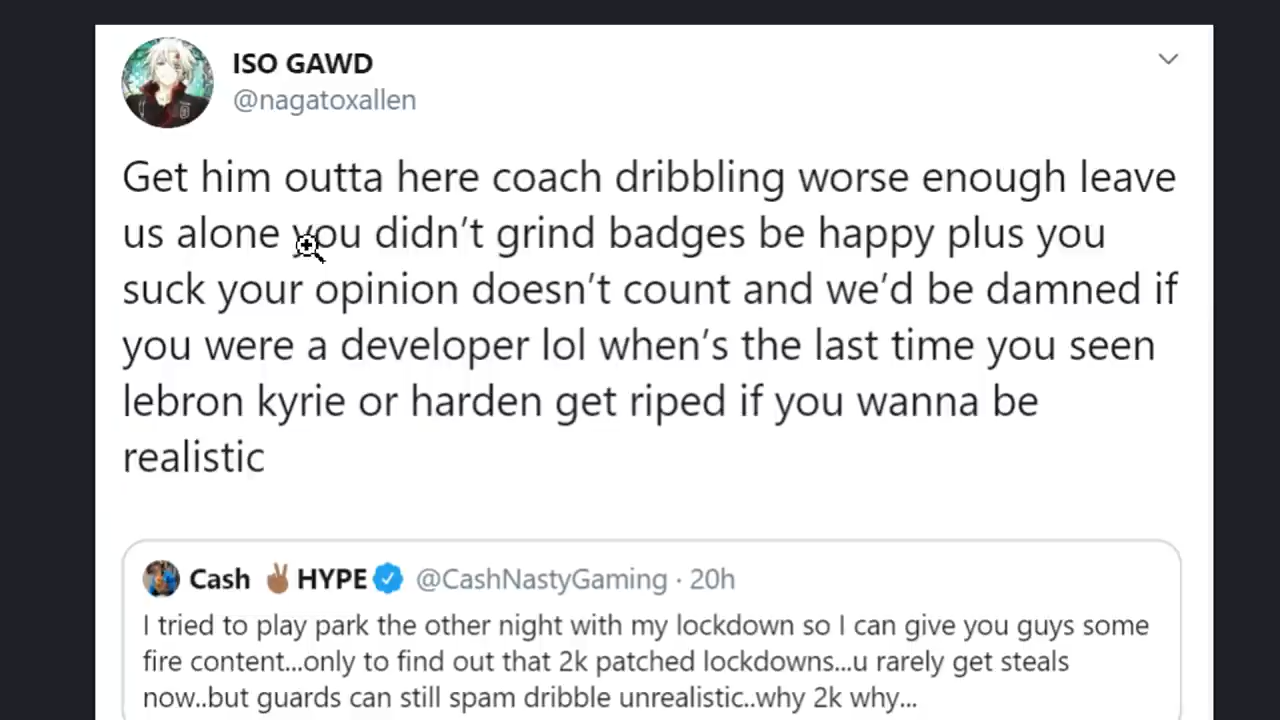 ISO GAWD
@nagatoxallen
Get him outta here coach dribbling worse enough leave
us alone you didn't grind badges be happy plus you
suck your opinion doesn't count and we'd be damned if
you were a developer lol when's the last time you seen
lebron kyrie or harden get riped if you wanna be
realistic
Cash ✌🏾HYPE @CashNastyGaming · 20h
I tried to play park the other night with my lockdown so I can give you guys some
fire content...only to find out that 2k patched lockdowns...u rarely get steals
now..but guards can still spam dribble unrealistic..why 2k why...